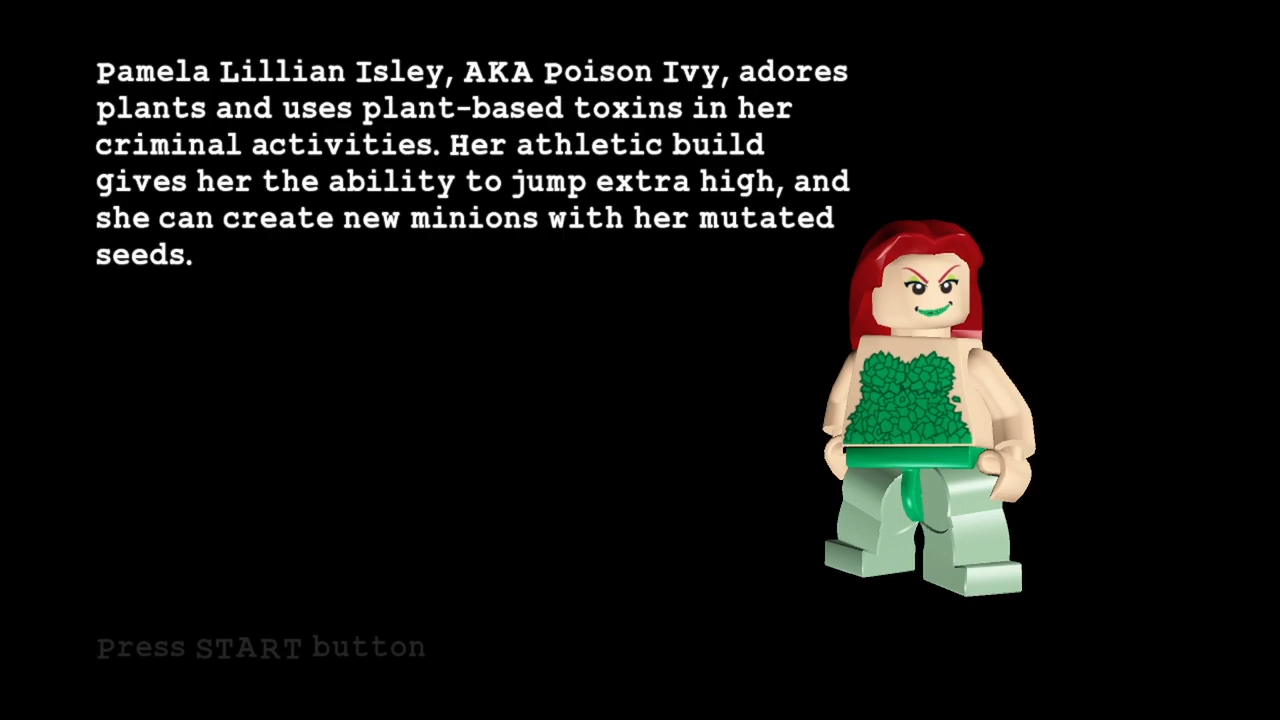 Pamela Lillian Isley, AKA Poison Ivy, adores
plants and uses plant-based toxins in her
criminal activities. Her athletic build
gives her the ability to jump extra high, and
she can create new minions with her mutated
seeds.
Press START button